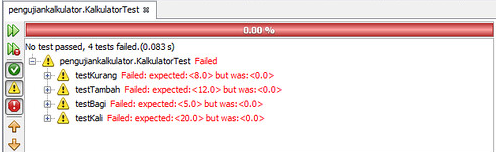 pengujiankalkulator.KalkulatorTest
0.00 %
No test passed, 4 tests failed.(0.083 s)
pengujiankalkulator.KalkulatorTest Failed
testKurang Failed: expected:<8.0> but was:<0.0>
testTambah Failed: expected:<12.0> but was:<0.0>
testBagi Failed: expected:<5.0> but was:<0.0>
testKali Failed: expected:<20.0> but was:<0.0>